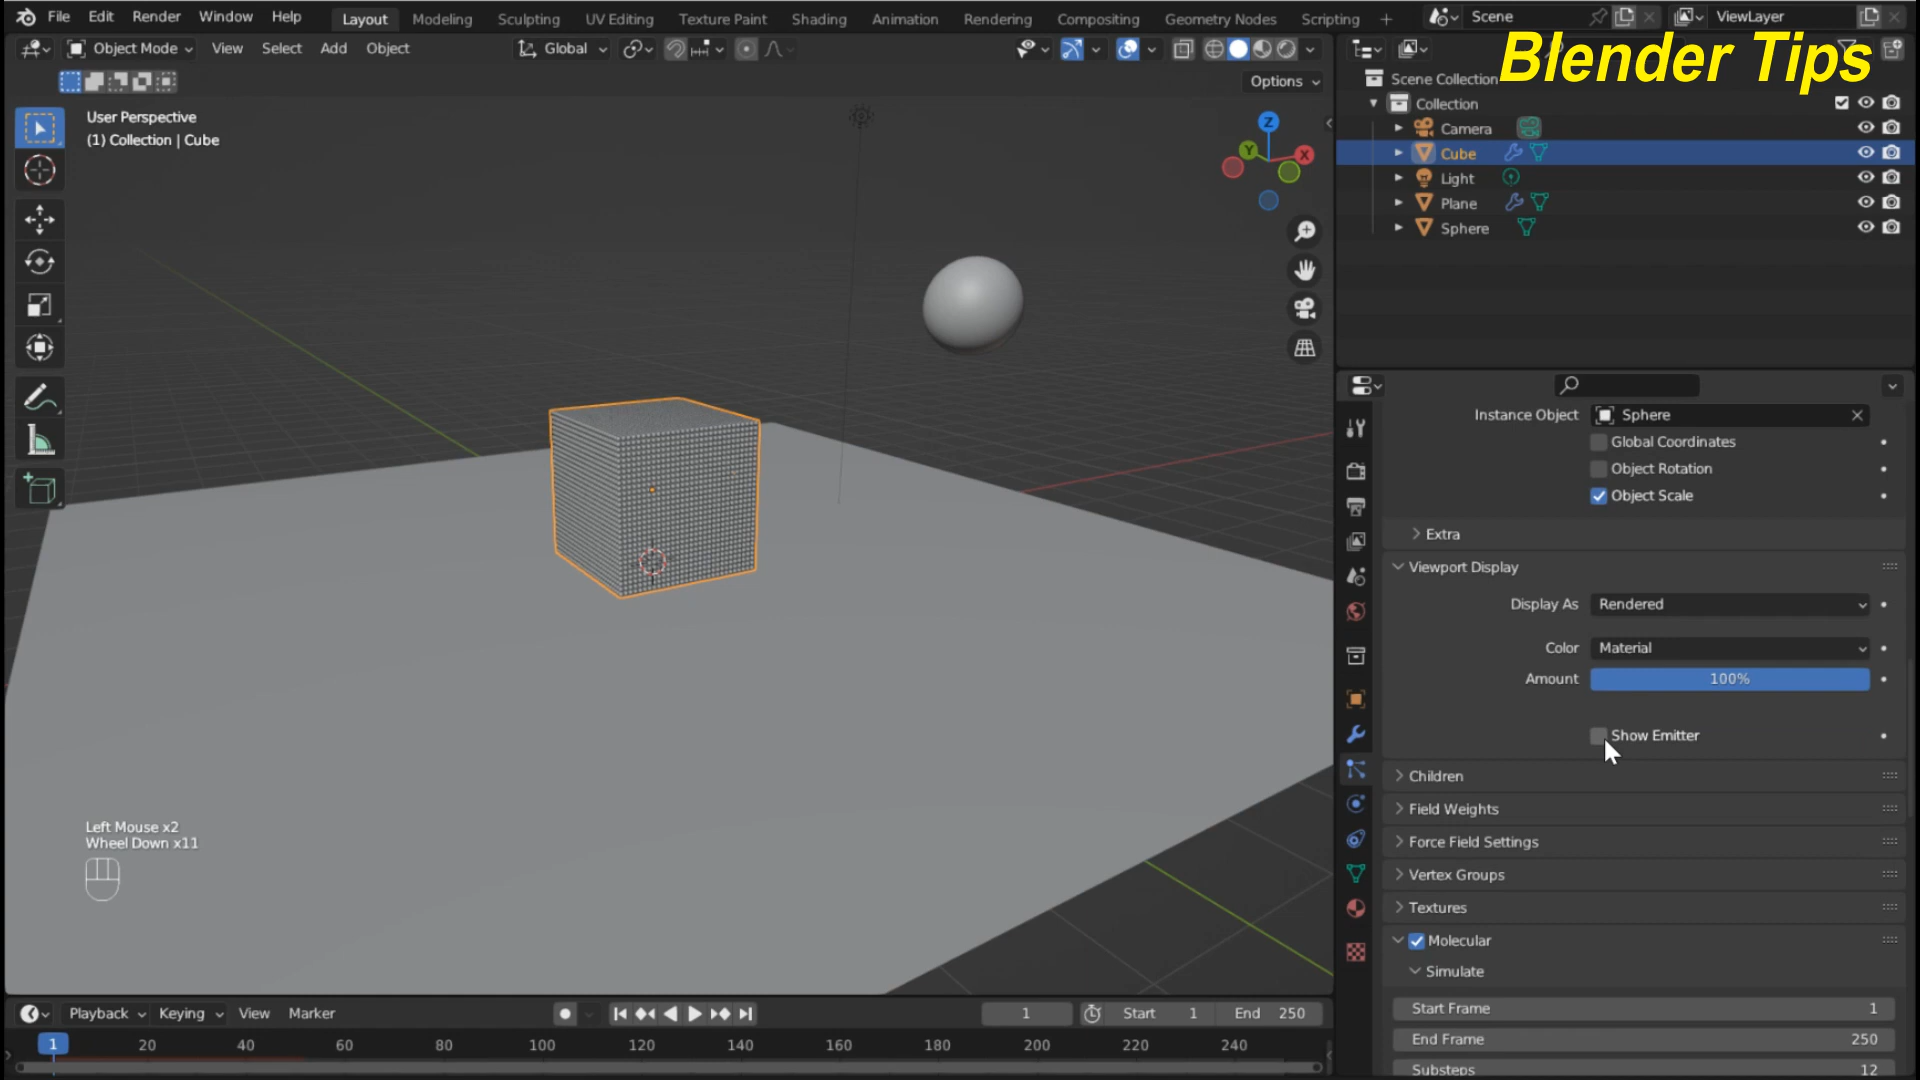 File Edit Render Window Help Layout Modeling Sculpting UV Editing Texture Paint Shading Animation Rendering Compositing Geometry Nodes Scripting + Scene ViewLayer
Object Mode View Select Add Object Global
Blender Tips
Options
User Perspective
(1) Collection | Cube
Z
Y
X
Left Mouse x2
Wheel Down x11
Scene Collection
Collection
Camera
Cube
Light
Plane
Sphere
Instance Object Sphere
Global Coordinates
Object Rotation
Object Scale
Extra
Viewport Display
Display As Rendered
Color Material
Amount 100%
Show Emitter
Children
Field Weights
Force Field Settings
Vertex Groups
Textures
Molecular
Simulate
Start Frame 1
End Frame 250
Substeps 12
Playback Keying View Marker 1 Start 1 End 250
1 20 40 60 80 100 120 140 160 180 200 220 240